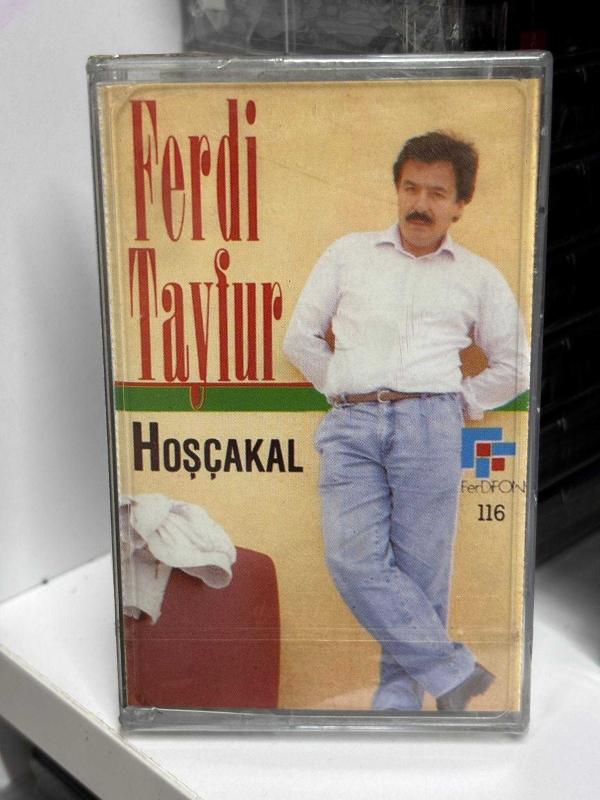 Ferdi
Tayfur
HOŞÇAKAL
FerDiFON
116